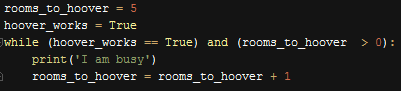 rooms_to_hoover = 5
hoover_works = True
while (hoover_works == True) and (rooms_to_hoover  > 0):
    print('I am busy')
    rooms_to_hoover = rooms_to_hoover + 1